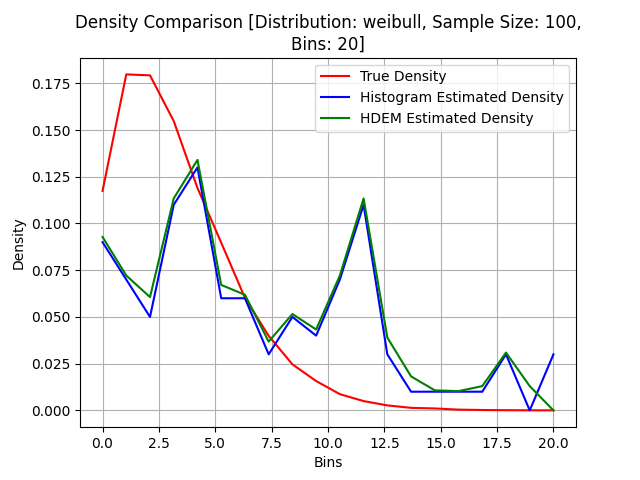 Density Comparison [Distribution: weibull, Sample Size: 100,
Bins: 20]
True Density
Histogram Estimated Density
HDEM Estimated Density
Density
0.175
0.150
0.125
0.100
0.075
0.050
0.025
0.000
0.0 2.5 5.0 7.5 10.0 12.5 15.0 17.5 20.0
Bins